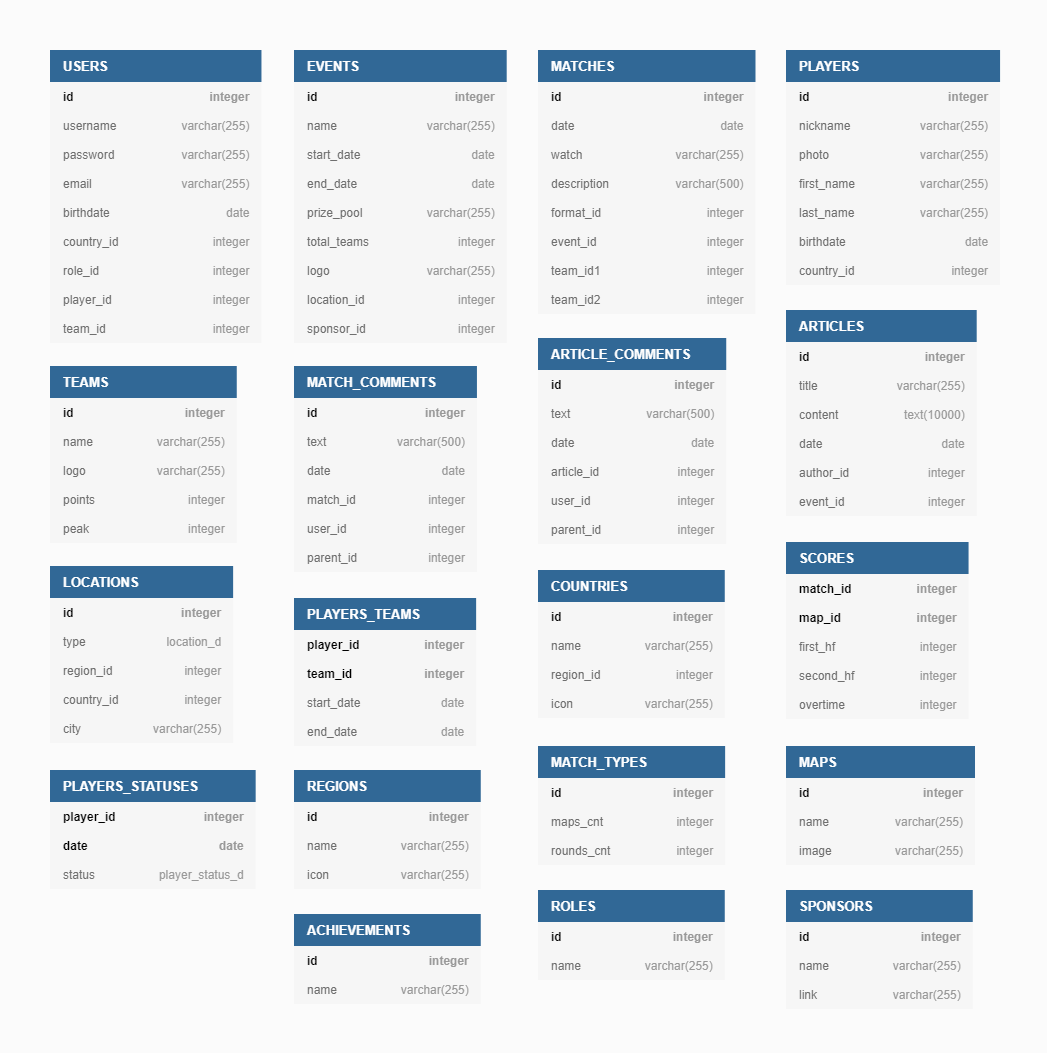 USERS
id integer
username varchar(255)
password varchar(255)
email varchar(255)
birthdate date
country_id integer
role_id integer
player_id integer
team_id integer
TEAMS
id integer
name varchar(255)
logo varchar(255)
points integer
peak integer
LOCATIONS
id integer
type location_d
region_id integer
country_id integer
city varchar(255)
PLAYERS_STATUSES
player_id integer
date date
status player_status_d
EVENTS
id integer
name varchar(255)
start_date date
end_date date
prize_pool varchar(255)
total_teams integer
logo varchar(255)
location_id integer
sponsor_id integer
MATCH_COMMENTS
id integer
text varchar(500)
date date
match_id integer
user_id integer
parent_id integer
PLAYERS_TEAMS
player_id integer
team_id integer
start_date date
end_date date
REGIONS
id integer
name varchar(255)
icon varchar(255)
ACHIEVEMENTS
id integer
name varchar(255)
MATCHES
id integer
date date
watch varchar(255)
description varchar(500)
format_id integer
event_id integer
team_id1 integer
team_id2 integer
ARTICLE_COMMENTS
id integer
text varchar(500)
date date
article_id integer
user_id integer
parent_id integer
COUNTRIES
id integer
name varchar(255)
region_id integer
icon varchar(255)
MATCH_TYPES
id integer
maps_cnt integer
rounds_cnt integer
ROLES
id integer
name varchar(255)
PLAYERS
id integer
nickname varchar(255)
photo varchar(255)
first_name varchar(255)
last_name varchar(255)
birthdate date
country_id integer
ARTICLES
id integer
title varchar(255)
content text(10000)
date date
author_id integer
event_id integer
SCORES
match_id integer
map_id integer
first_hf integer
second_hf integer
overtime integer
MAPS
id integer
name varchar(255)
image varchar(255)
SPONSORS
id integer
name varchar(255)
link varchar(255)